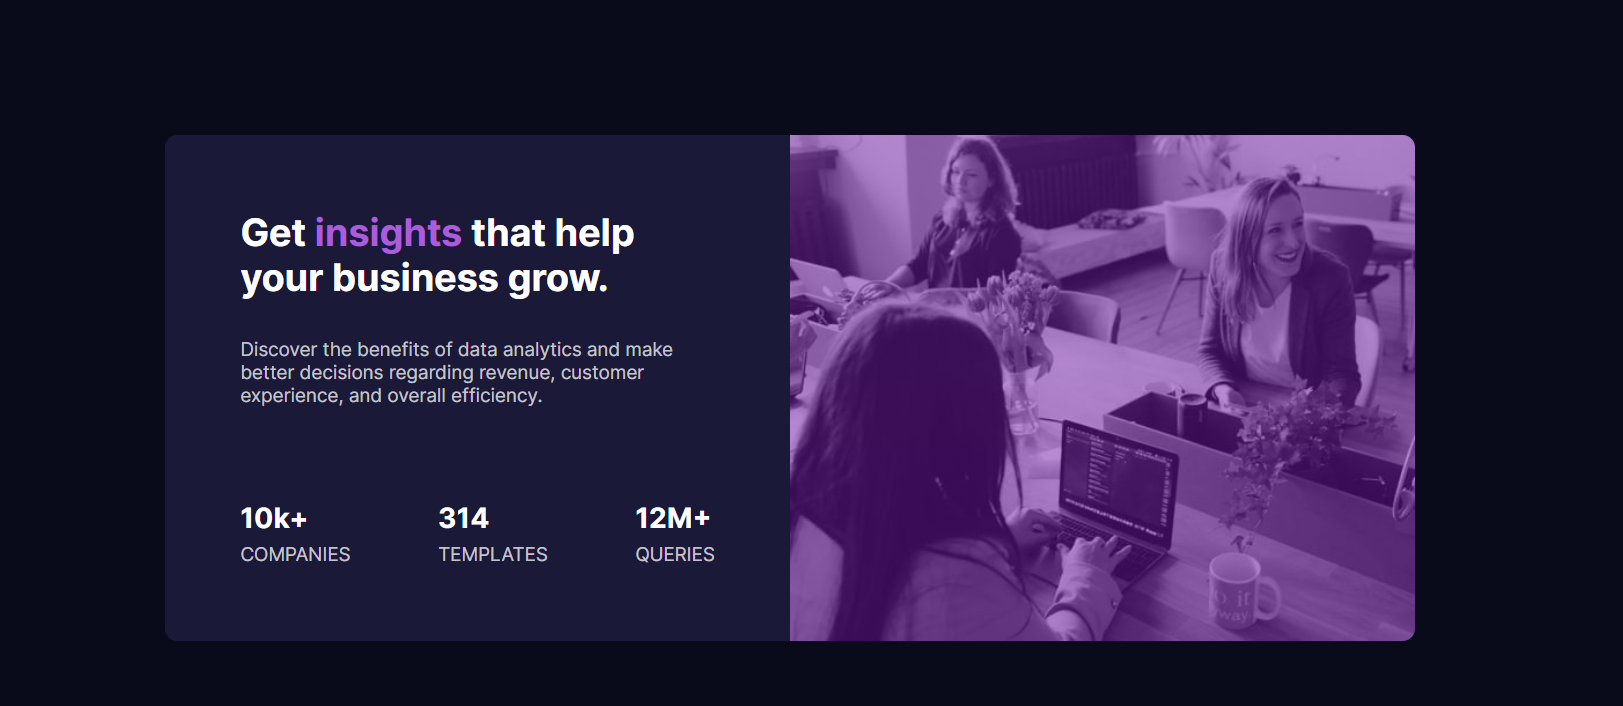 Get insights that help
your business grow.
Discover the benefits of data analytics and make
better decisions regarding revenue, customer
experience, and overall efficiency.
10k+ 314 12M+
COMPANIES TEMPLATES QUERIES